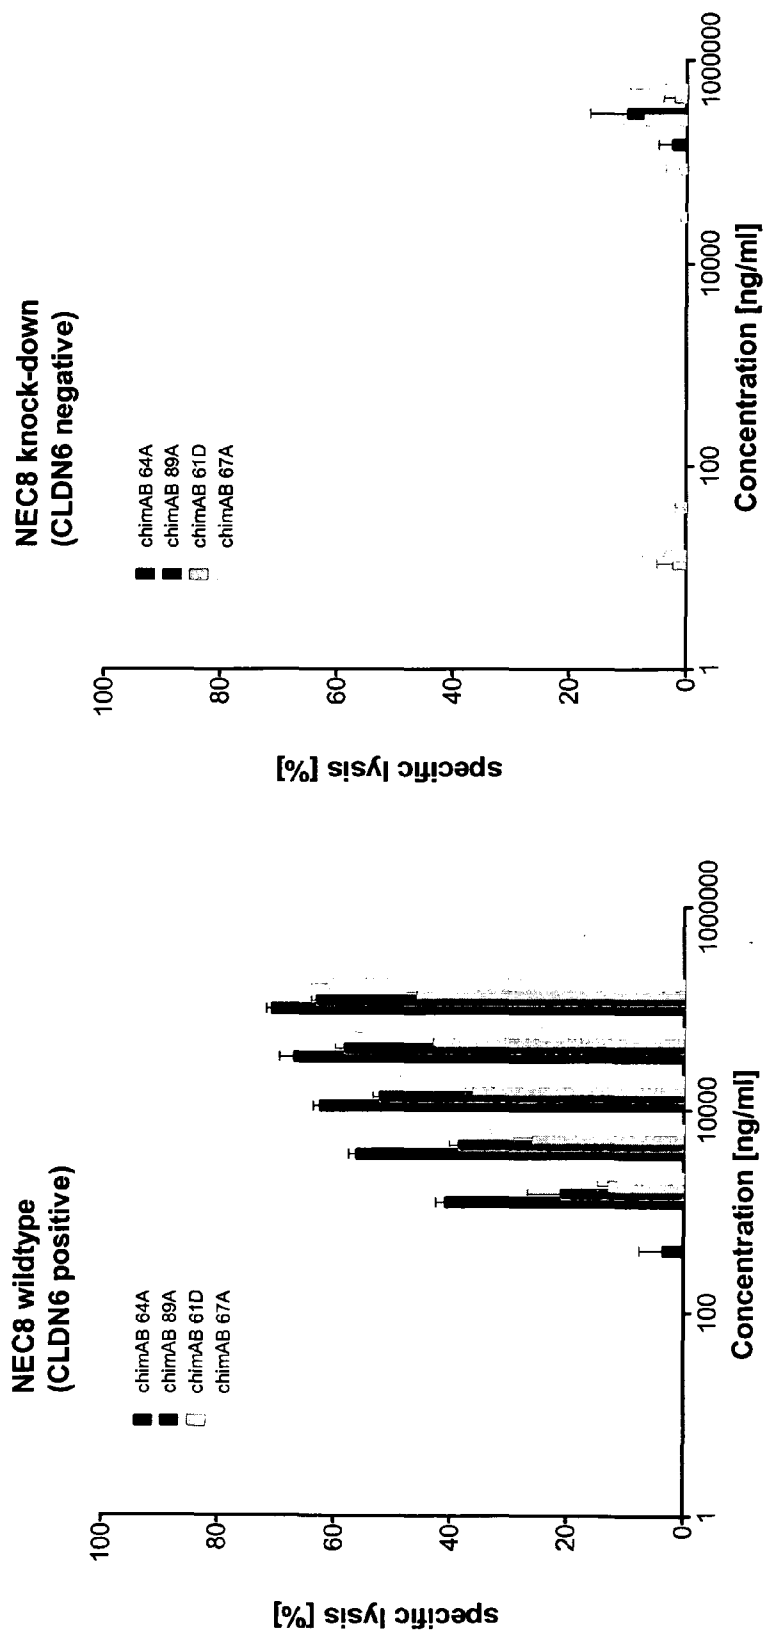 NEC8 wildtype
(CLDN6 positive)
chimAB 64A
chimAB 89A
chimAB 61D
chimAB 67A
specific lysis [%]
100
80
60
40
20
0
1
100
10000
1000000
Concentration [ng/ml]
NEC8 knock-down
(CLDN6 negative)
chimAB 64A
chimAB 89A
chimAB 61D
chimAB 67A
specific lysis [%]
100
80
60
40
20
0
1
100
10000
1000000
Concentration [ng/ml]